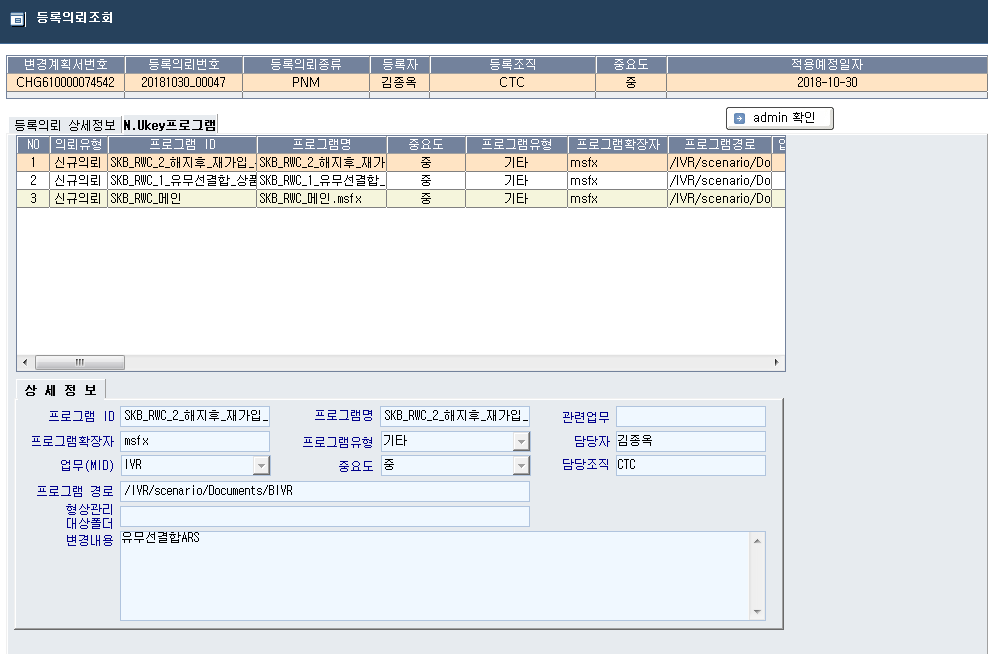 등록의뢰조회
변경계획서번호 등록의뢰번호 등록의뢰종류 등록자 등록조직 중요도 적용예정일자
CHG610000074542 20181030_00047 PNM 김종옥 CTC 중 2018-10-30
등록의뢰 상세정보 N.Ukey프로그램 admin 확인
NO 의뢰유형 프로그램 ID 프로그램명 중요도 프로그램유형 프로그램확장자 프로그램경로
1 신규의뢰 SKB_RWC_2_해지후_재가입_ SKB_RWC_2_해지후_재가 중 기타 msfx /IVR/scenario/Do
2 신규의뢰 SKB_RWC_1_유무선결합_상품 SKB_RWC_1_유무선결합_ 중 기타 msfx /IVR/scenario/Do
3 신규의뢰 SKB_RWC_메인 SKB_RWC_메인.msfx 중 기타 msfx /IVR/scenario/Do
상 세 정 보
프로그램 ID SKB_RWC_2_해지후_재가입_ 프로그램명 SKB_RWC_2_해지후_재가입_ 관련업무
프로그램확장자 msfx 프로그램유형 기타 담당자 김종옥
업무(MID) IVR 중요도 중 담당조직 CTC
프로그램 경로 /IVR/scenario/Documents/BIVR
형상관리
대상폴더
변경내용 유무선결합ARS